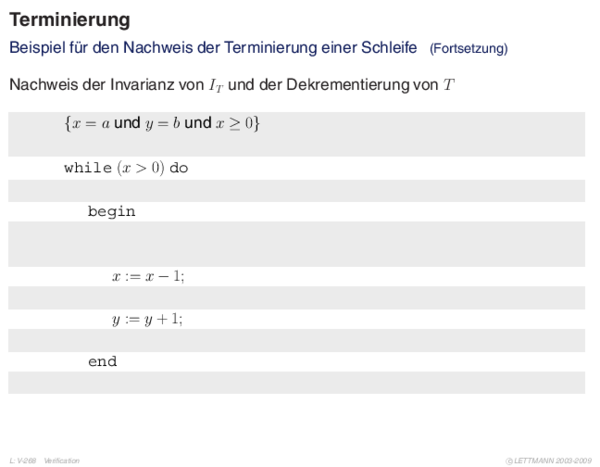 Terminierung
Beispiel für den Nachweis der Terminierung einer Schleife (Fortsetzung)
Nachweis der Invarianz von I_T und der Dekrementierung von T
{x = a und y = b und x ≥ 0}
while (x > 0) do
begin
x := x − 1;
y := y + 1;
end
L: V-268 Verification
© LETTMANN 2003-2009